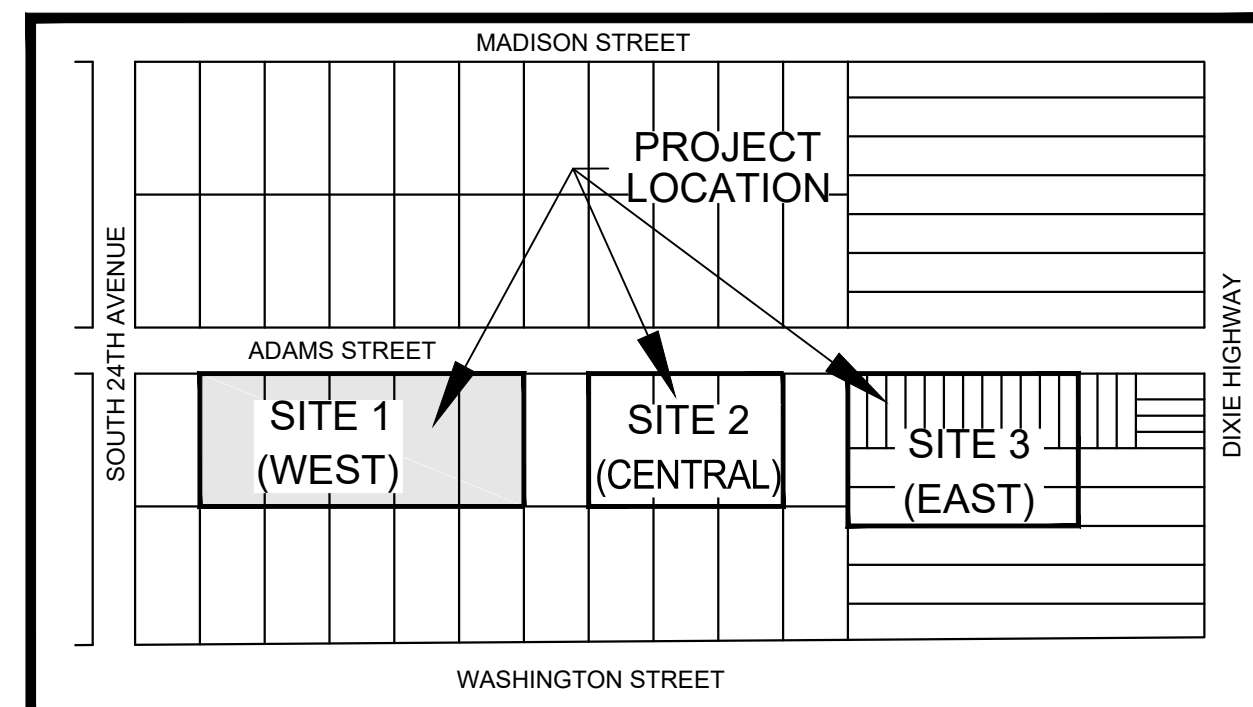 MADISON STREET
PROJECT
LOCATION
SOUTH 24TH AVENUE
ADAMS STREET
DIXIE HIGHWAY
SITE 1
(WEST)
SITE 2
(CENTRAL)
SITE 3
(EAST)
WASHINGTON STREET